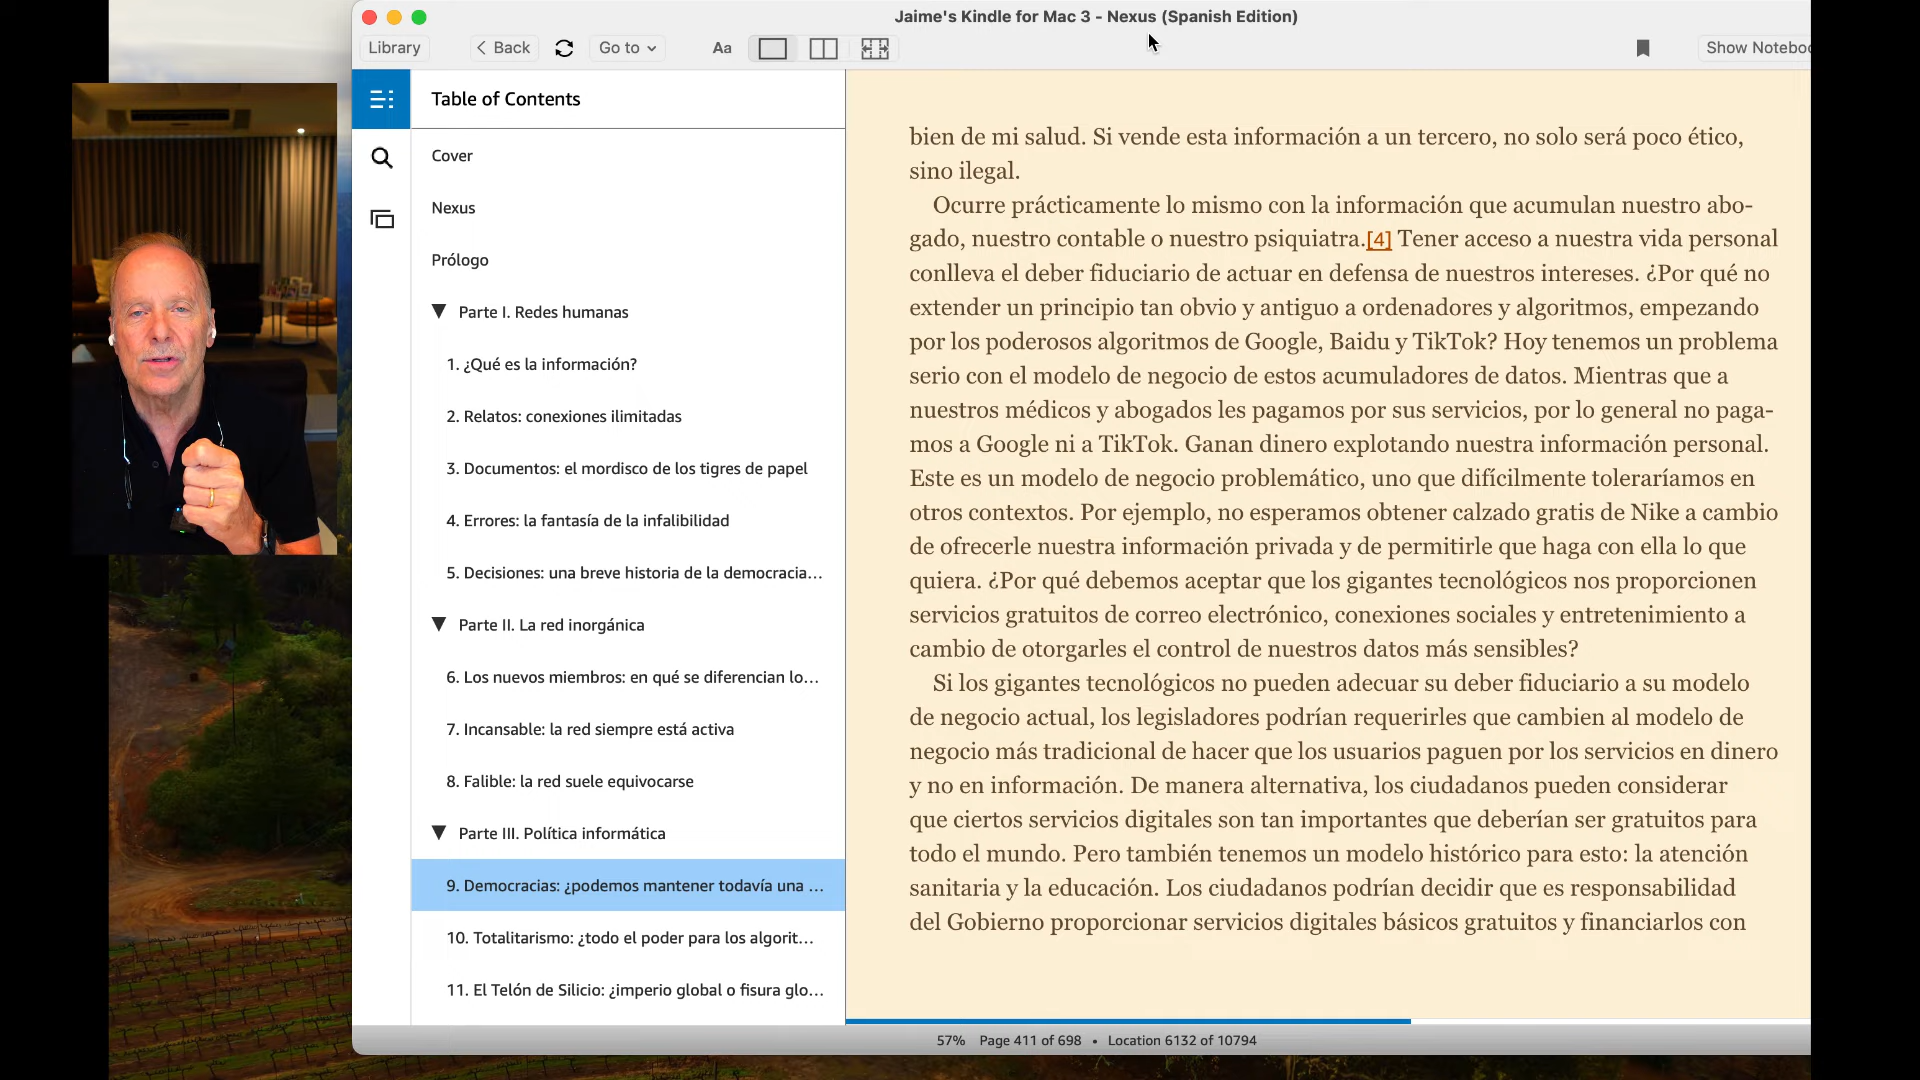 Jaime's Kindle for Mac 3 - Nexus (Spanish Edition)
Library
Back
Go to
Aa
Show Noteboo
Table of Contents
Cover
Nexus
Prólogo
Parte I. Redes humanas
1. ¿Qué es la información?
2. Relatos: conexiones ilimitadas
3. Documentos: el mordisco de los tigres de papel
4. Errores: la fantasía de la infalibilidad
5. Decisiones: una breve historia de la democracia...
Parte II. La red inorgánica
6. Los nuevos miembros: en qué se diferencian lo...
7. Incansable: la red siempre está activa
8. Falible: la red suele equivocarse
Parte III. Política informática
9. Democracias: ¿podemos mantener todavía una ...
10. Totalitarismo: ¿todo el poder para los algorit...
11. El Telón de Silicio: ¿imperio global o fisura glo...
bien de mi salud. Si vende esta información a un tercero, no solo será poco ético,
sino ilegal.
Ocurre prácticamente lo mismo con la información que acumulan nuestro abo-
gado, nuestro contable o nuestro psiquiatra.[4] Tener acceso a nuestra vida personal
conlleva el deber fiduciario de actuar en defensa de nuestros intereses. ¿Por qué no
extender un principio tan obvio y antiguo a ordenadores y algoritmos, empezando
por los poderosos algoritmos de Google, Baidu y TikTok? Hoy tenemos un problema
serio con el modelo de negocio de estos acumuladores de datos. Mientras que a
nuestros médicos y abogados les pagamos por sus servicios, por lo general no paga-
mos a Google ni a TikTok. Ganan dinero explotando nuestra información personal.
Este es un modelo de negocio problemático, uno que difícilmente toleraríamos en
otros contextos. Por ejemplo, no esperamos obtener calzado gratis de Nike a cambio
de ofrecerle nuestra información privada y de permitirle que haga con ella lo que
quiera. ¿Por qué debemos aceptar que los gigantes tecnológicos nos proporcionen
servicios gratuitos de correo electrónico, conexiones sociales y entretenimiento a
cambio de otorgarles el control de nuestros datos más sensibles?
Si los gigantes tecnológicos no pueden adecuar su deber fiduciario a su modelo
de negocio actual, los legisladores podrían requerirles que cambien al modelo de
negocio más tradicional de hacer que los usuarios paguen por los servicios en dinero
y no en información. De manera alternativa, los ciudadanos pueden considerar
que ciertos servicios digitales son tan importantes que deberían ser gratuitos para
todo el mundo. Pero también tenemos un modelo histórico para esto: la atención
sanitaria y la educación. Los ciudadanos podrían decidir que es responsabilidad
del Gobierno proporcionar servicios digitales básicos gratuitos y financiarlos con
57% Page 411 of 698 • Location 6132 of 10794